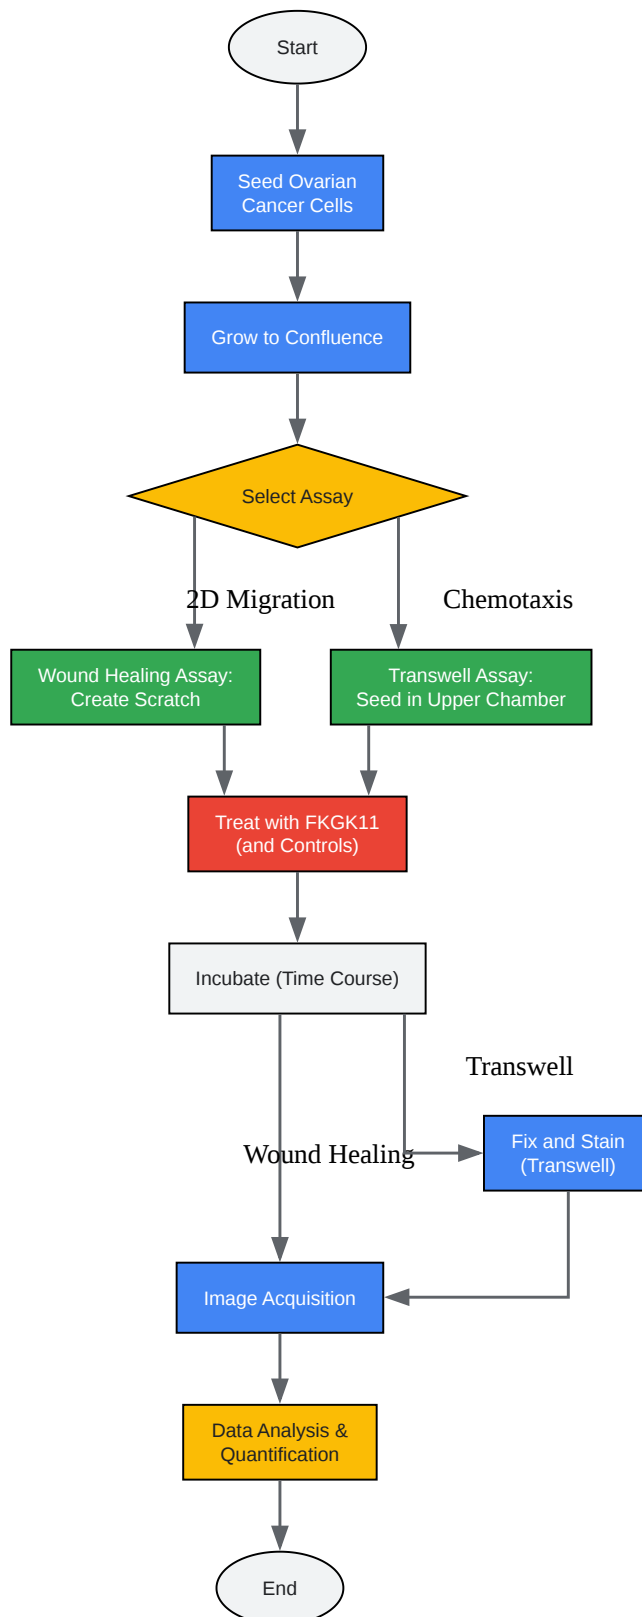 Start
Seed Ovarian
Cancer Cells
Grow to Confluence
Select Assay
2D Migration
Chemotaxis
Wound Healing Assay:
Create Scratch
Transwell Assay:
Seed in Upper Chamber
Treat with FKGK11
(and Controls)
Incubate (Time Course)
Transwell
Wound Healing
Fix and Stain
(Transwell)
Image Acquisition
Data Analysis &
Quantification
End